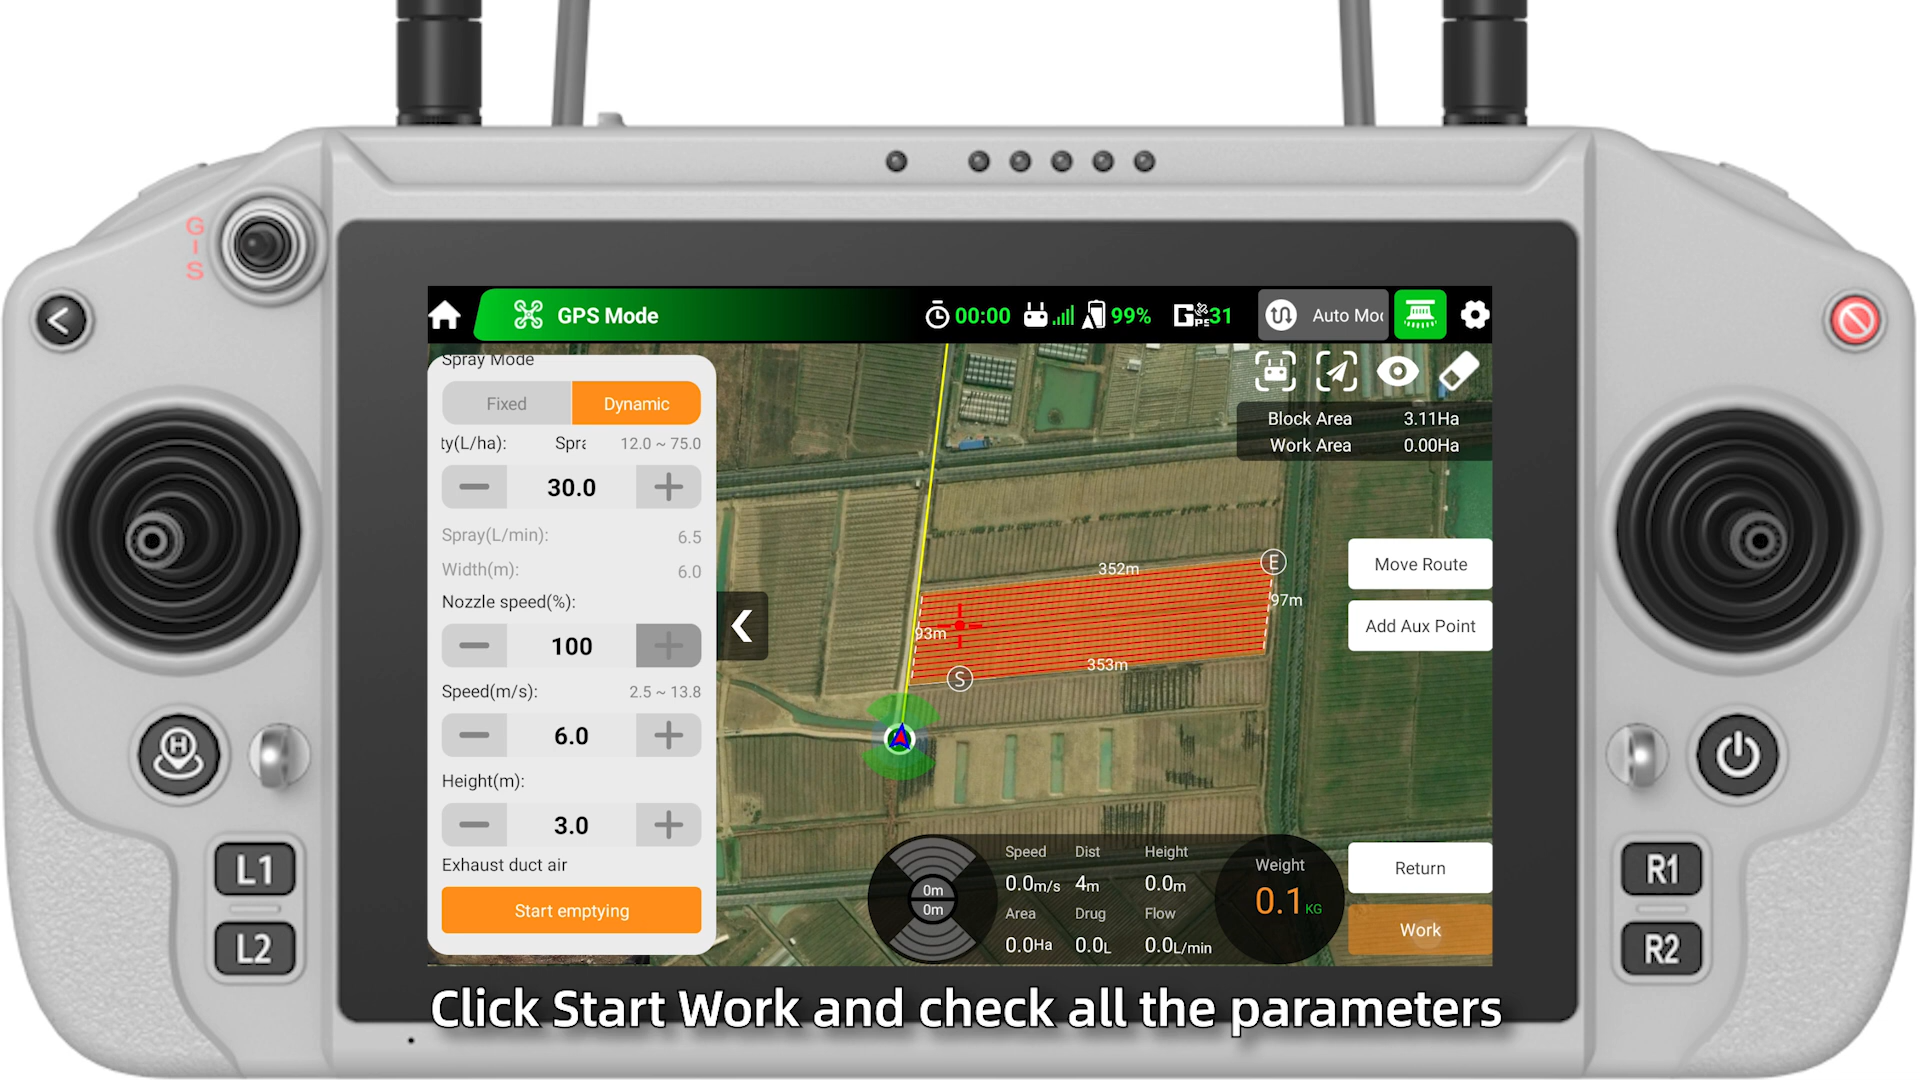 G
I
S
GPS Mode
00:00
99%
GPS 31
Auto Mod
Spray Mode
Fixed
Dynamic
ty(L/ha):
Spra
12.0 ~ 75.0
30.0
Spray(L/min):
6.5
Width(m):
6.0
Nozzle speed(%):
100
Speed(m/s):
2.5 ~ 13.8
6.0
Height(m):
3.0
Exhaust duct air
Start emptying
Block Area 3.11Ha
Work Area 0.00Ha
352m
E
97m
93m
353m
S
Move Route
Add Aux Point
0m
0m
Speed Dist Height
0.0m/s 4m 0.0m
Area Drug Flow
0.0Ha 0.0L 0.0L/min
Weight
0.1KG
Return
Work
H
L1
L2
R1
R2
Click Start Work and check all the parameters